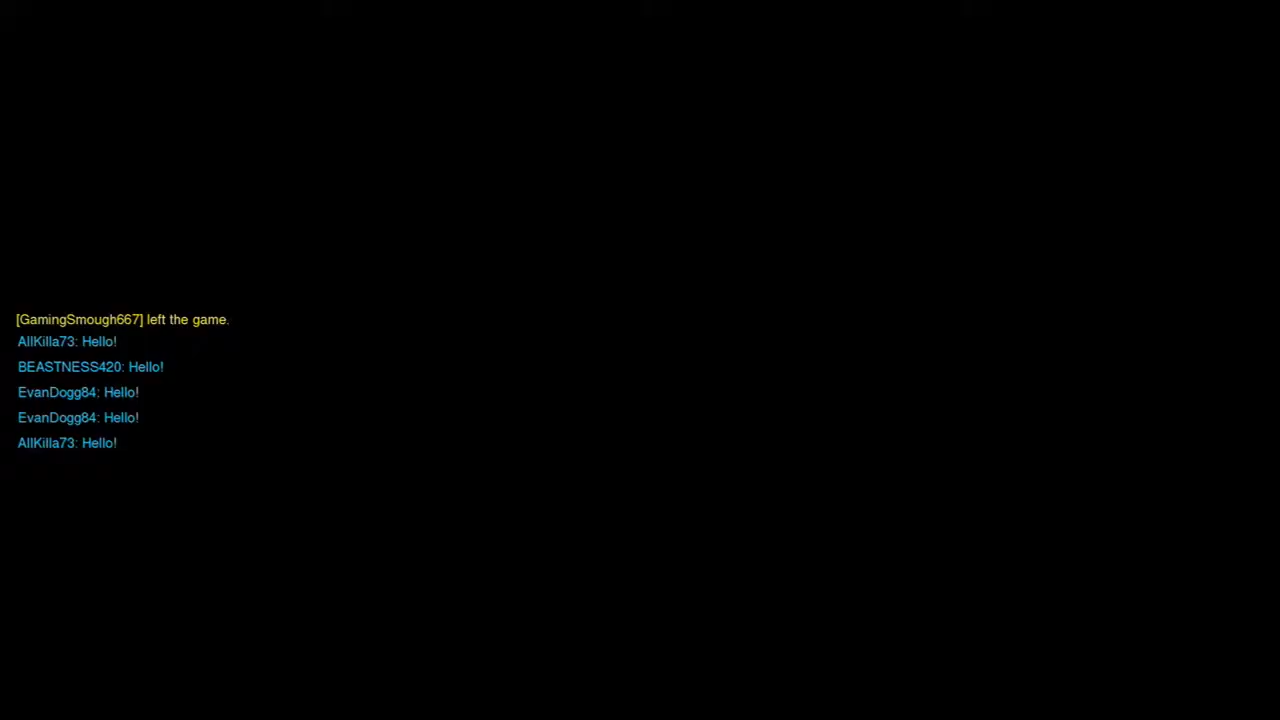 [GamingSmough667] left the game.
AllKilla73: Hello!
BEASTNESS420: Hello!
EvanDogg84: Hello!
EvanDogg84: Hello!
AllKilla73: Hello!